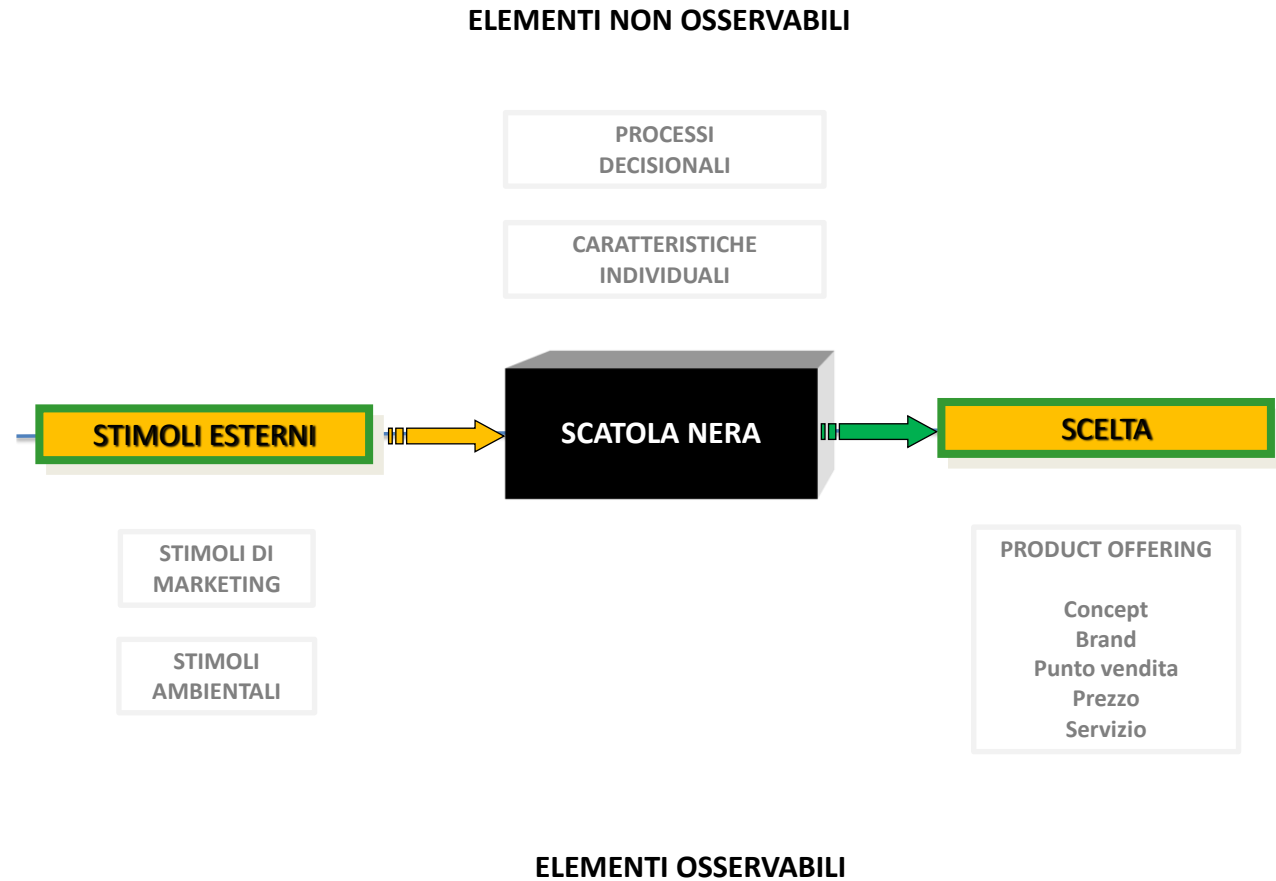 ELEMENTI NON OSSERVABILI
PROCESSI
DECISIONALI
CARATTERISTICHE
INDIVIDUALI
STIMOLI ESTERNI
SCATOLA NERA
SCELTA
STIMOLI DI
MARKETING
STIMOLI
AMBIENTALI
PRODUCT OFFERING
Concept
Brand
Punto vendita
Prezzo
Servizio
ELEMENTI OSSERVABILI